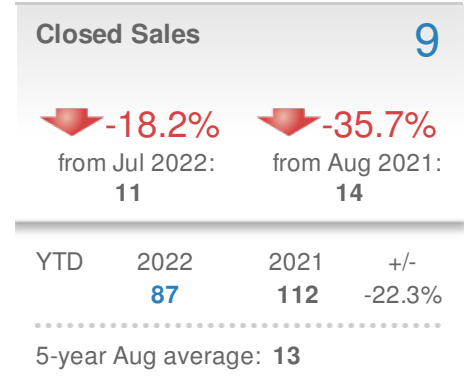 Closed Sales 9
-18.2% -35.7%
from Jul 2022: from Aug 2021:
11 14
YTD 2022 2021 +/-
87 112 -22.3%
5-year Aug average: 13